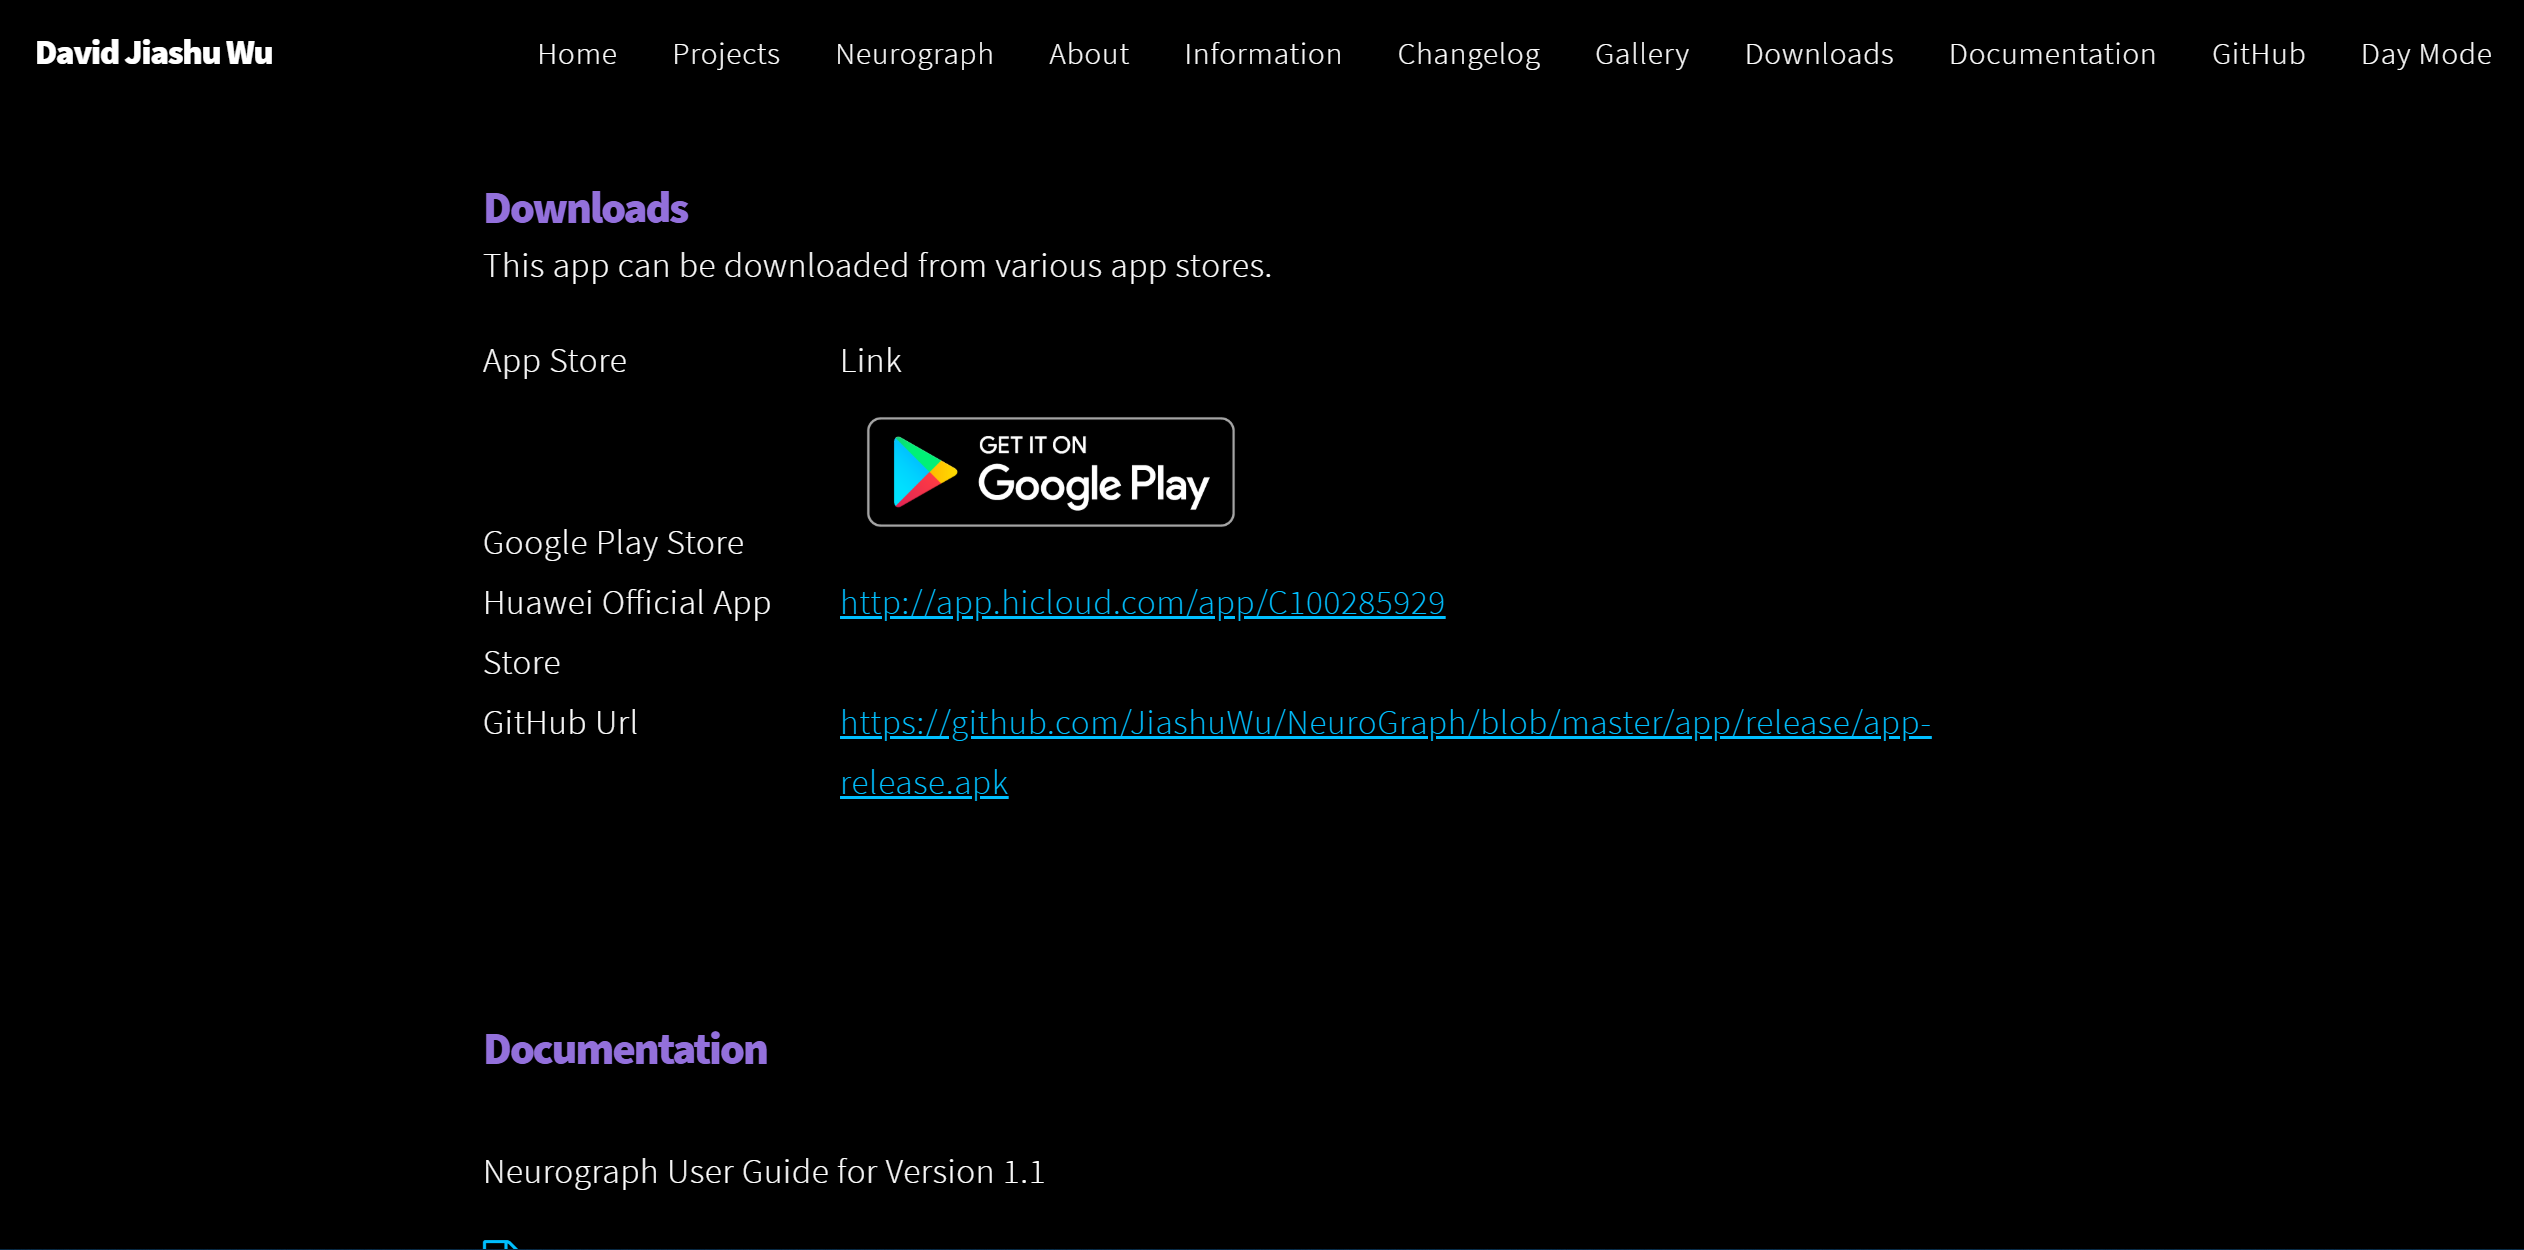 David Jiashu Wu
Home Projects Neurograph About Information Changelog Gallery Downloads Documentation GitHub Day Mode
Downloads
This app can be downloaded from various app stores.
App Store Link
GET IT ON
Google Play
Google Play Store
Huawei Official App http://app.hicloud.com/app/C100285929
Store
GitHub Url https://github.com/JiashuWu/NeuroGraph/blob/master/app/release/app-
release.apk
Documentation
Neurograph User Guide for Version 1.1